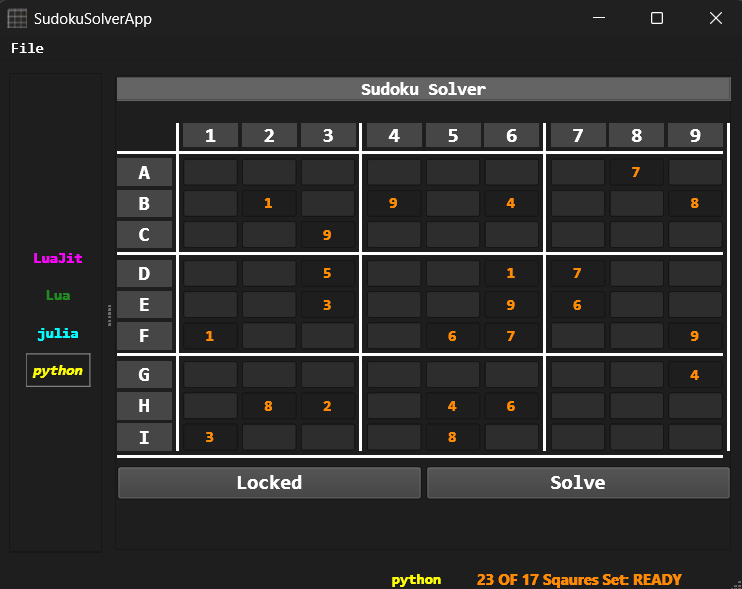 SudokuSolverApp
File
Sudoku Solver
1 2 3 4 5 6 7 8 9
A 7
B 1 9 4 8
C 9
D 5 1 7
E 3 9 6
F 1 6 7 9
G 4
H 8 2 4 6
I 3 8
LuaJit
Lua
julia
python
Locked Solve
python 23 OF 17 Sqaures Set: READY